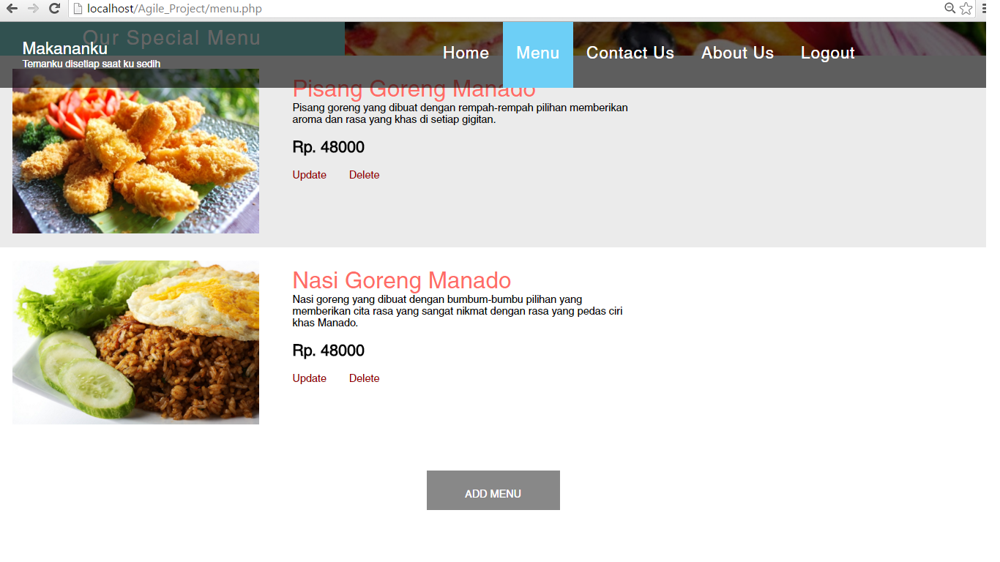 localhost/Agile_Project/menu.php
Our Special Menu
Makananku
Temanku disetiap saat ku sedih
Home Menu Contact Us About Us Logout
Pisang Goreng Manado
Pisang goreng yang dibuat dengan rempah-rempah pilihan memberikan
aroma dan rasa yang khas di setiap gigitan.
Rp. 48000
Update Delete
Nasi Goreng Manado
Nasi goreng yang dibuat dengan bumbum-bumbu pilihan yang
memberikan cita rasa yang sangat nikmat dengan rasa yang pedas ciri
khas Manado.
Rp. 48000
Update Delete
ADD MENU